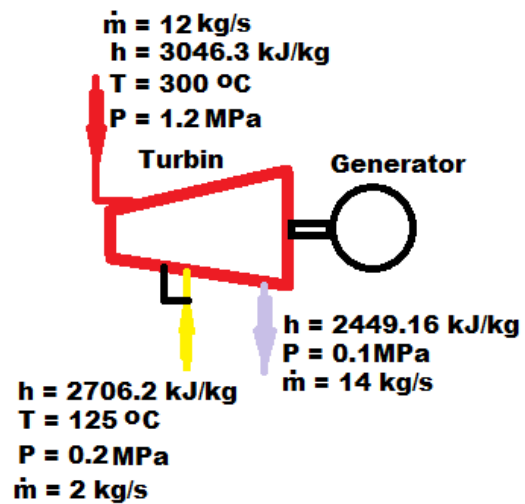 ṁ = 12 kg/s
h = 3046.3 kJ/kg
T = 300 ºC
P = 1.2 MPa
Turbin
Generator
h = 2449.16 kJ/kg
P = 0.1MPa
ṁ = 14 kg/s
h = 2706.2 kJ/kg
T = 125 ºC
P = 0.2 MPa
ṁ = 2 kg/s